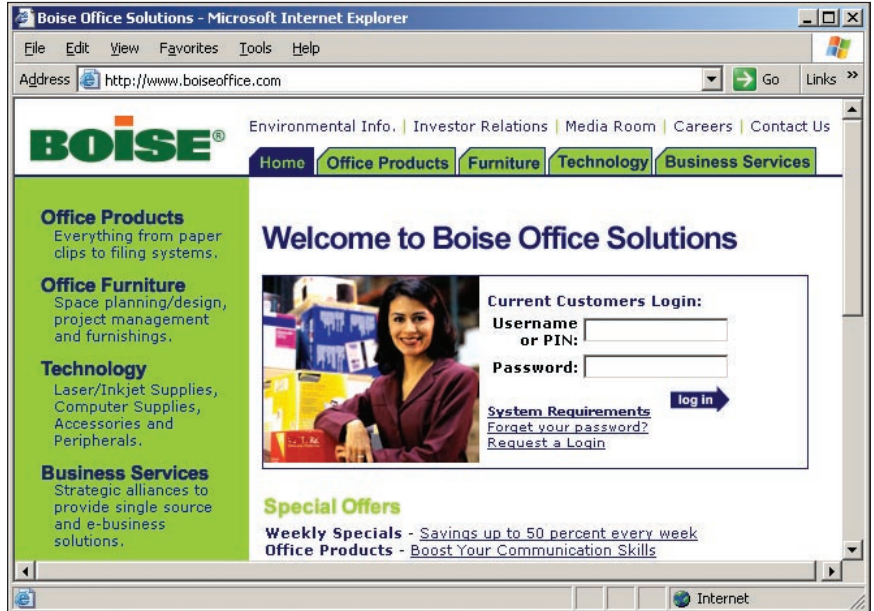 Boise Office Solutions - Microsoft Internet Explorer
File Edit View Favorites Tools Help
Address http://www.boiseoffice.com Go Links »
BOISE®
Environmental Info. | Investor Relations | Media Room | Careers | Contact Us
Home Office Products Furniture Technology Business Services
Office Products
Everything from paper
clips to filing systems.
Office Furniture
Space planning/design,
project management
and furnishings.
Technology
Laser/Inkjet Supplies,
Computer Supplies,
Accessories and
Peripherals.
Business Services
Strategic alliances to
provide single source
and e-business
solutions.
Welcome to Boise Office Solutions
Current Customers Login:
Username
or PIN:
Password:
log in
System Requirements
Forget your password?
Request a Login
Special Offers
Weekly Specials - Savings up to 50 percent every week
Office Products - Boost Your Communication Skills
Internet